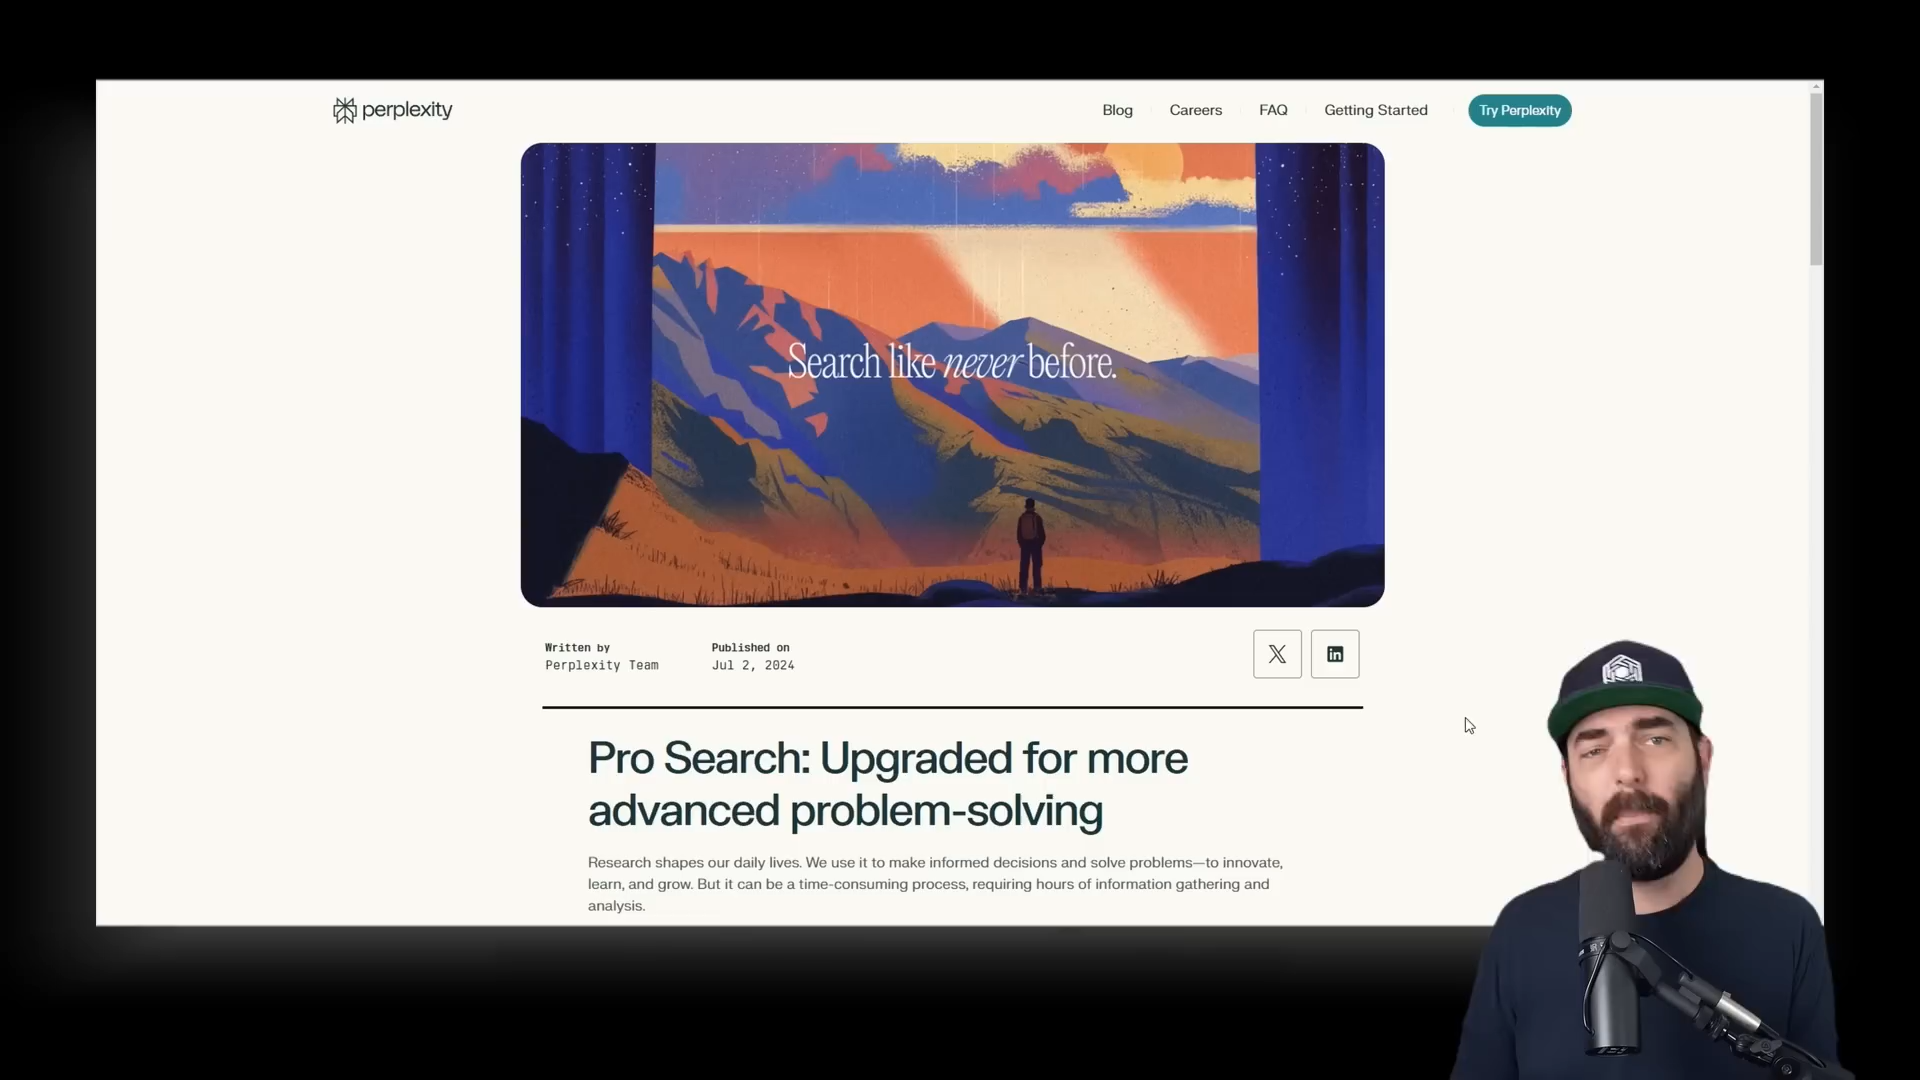 perplexity
Blog
Careers
FAQ
Getting Started
Try Perplexity
Search like never before.
Written by
Perplexity Team
Published on
Jul 2, 2024
Pro Search: Upgraded for more
advanced problem-solving
Research shapes our daily lives. We use it to make informed decisions and solve problems—to innovate,
learn, and grow. But it can be a time-consuming process, requiring hours of information gathering and
analysis.